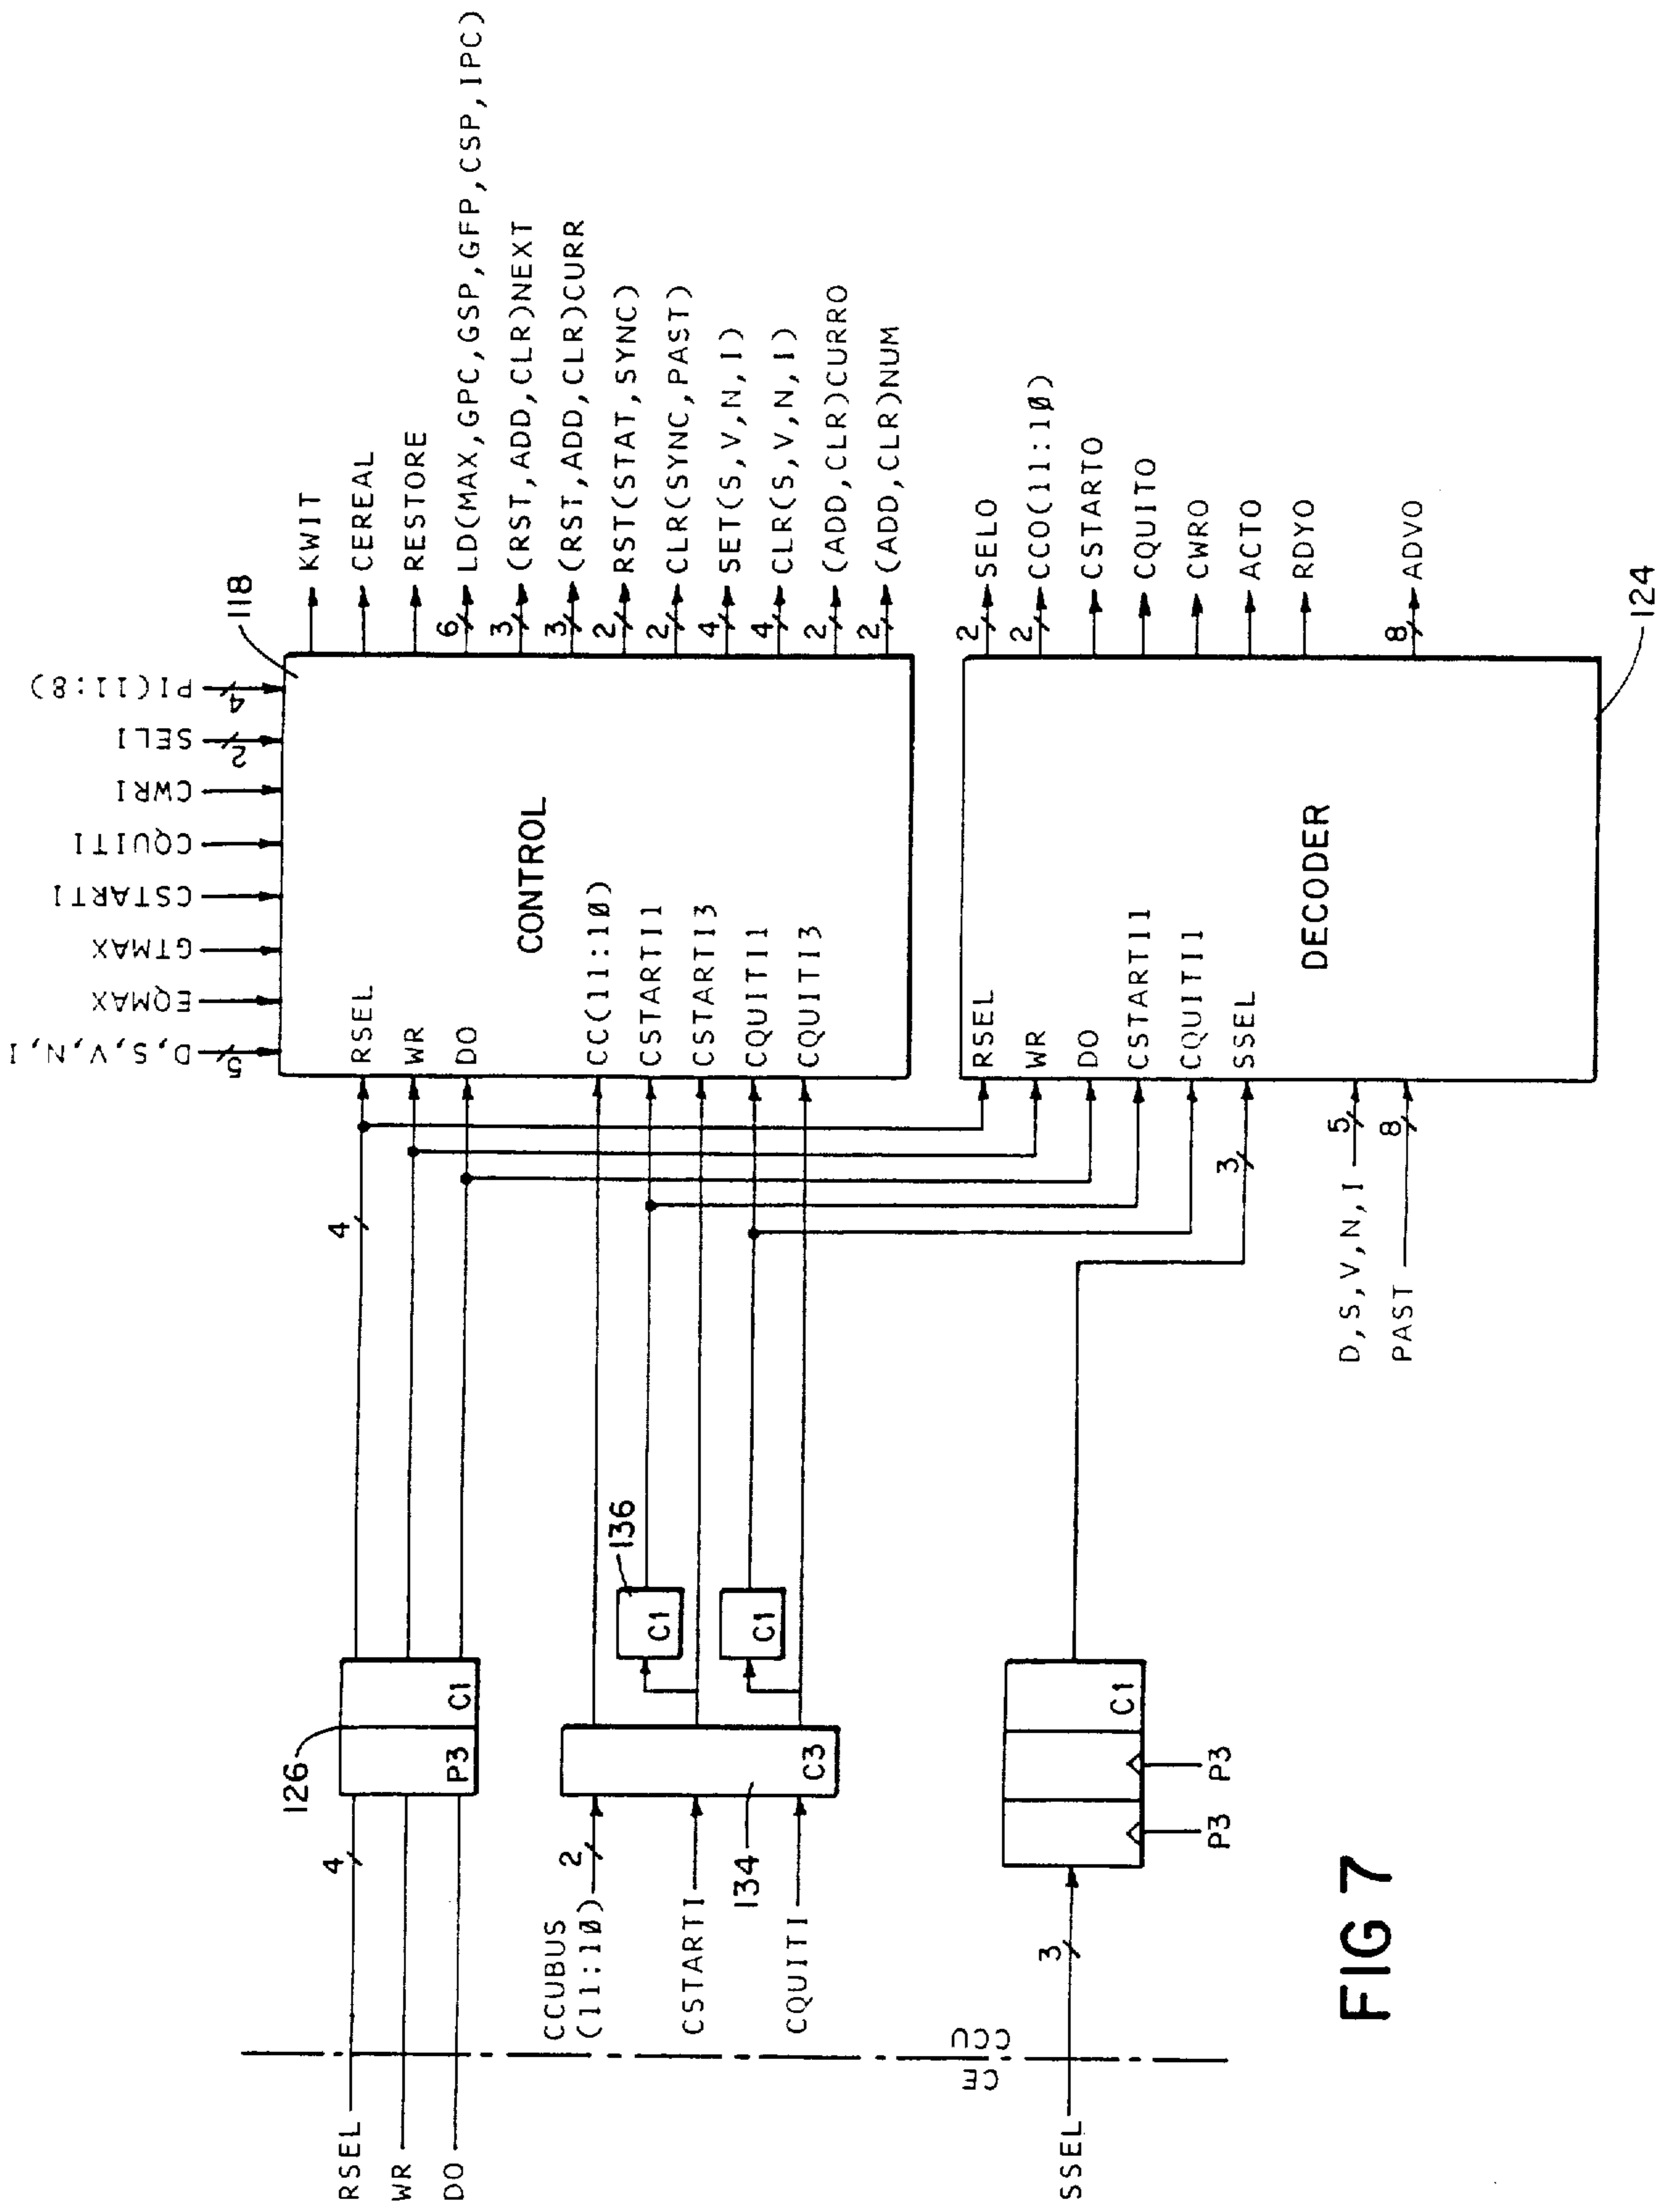 D,S,V,N,I
EQMAX
GTMAX
CSTARTI
CQUITI
CWRI
SELI
PI(11:8)
5
2
4
118
KWIT
CEREAL
RESTORE
6 LD(MAX,GPC,GSP,GFP,CSP,IPC)
3 (RST,ADD,CLR)NEXT
3 (RST,ADD,CLR)CURR
2 RST(STAT,SYNC)
2 CLR(SYNC,PAST)
4 SET(S,V,N,I)
4 CLR(S,V,N,I)
2 (ADD,CLR)CURRO
2 (ADD,CLR)NUM
CONTROL
RSEL
WR
DO
CC(11:10)
CSTARTI1
CSTARTI3
CQUITI1
CQUITI3
4
RSEL
WR
DO
4
126
P3
C1
CCUBUS
(11:10)
2
CSTARTI
CQUITI
134
C3
136
C1
C1
DECODER
RSEL
WR
DO
CSTARTI1
CQUITI1
SSEL
3
5
8
D,S,V,N,I
PAST
2 SELO
2 CCO(11:10)
CSTARTO
CQUITO
CWRO
ACTO
RDYO
8 ADVO
124
CE
CCU
SSEL
3
C1
P3
P3
FIG 7